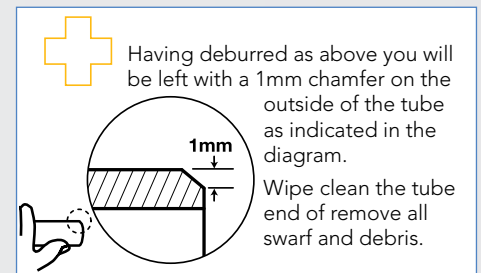 Having deburred as above you will
be left with a 1mm chamfer on the
outside of the tube
as indicated in the
diagram.
1mm
Wipe clean the tube
end of remove all
swarf and debris.